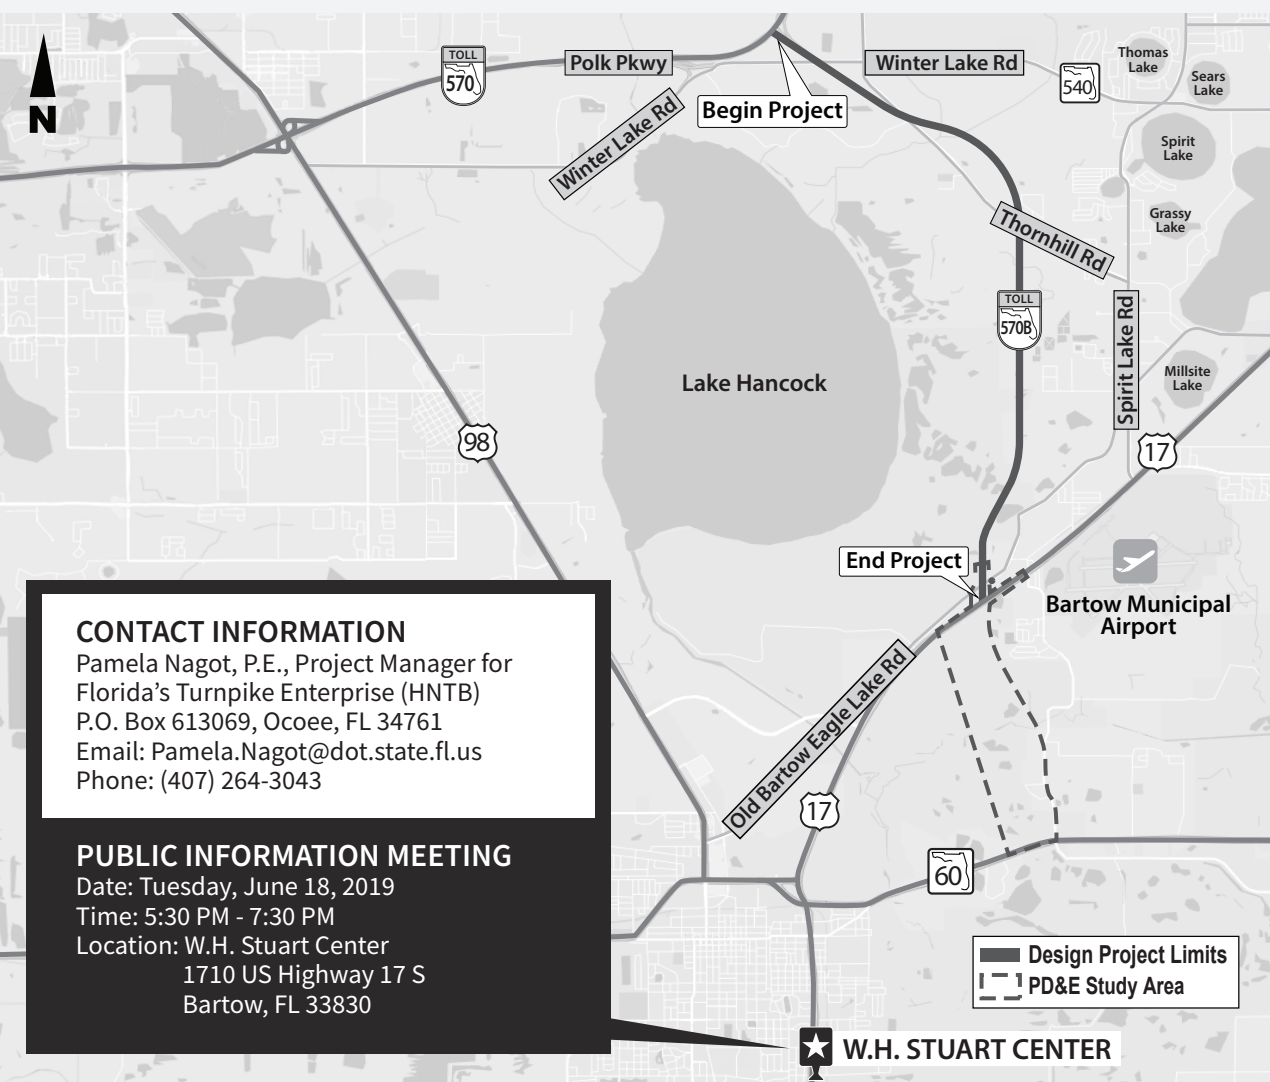 TOLL
570
Polk Pkwy
Winter Lake Rd
540
Thomas
Lake
Sears
Lake
N
Winter Lake Rd
Begin Project
Spirit
Lake
Thornhill Rd
Grassy
Lake
TOLL
570B
Spirit Lake Rd
Lake Hancock
Millsite
Lake
98
17
End Project
Bartow Municipal
Airport
Old Bartow Eagle Lake Rd
17
60
CONTACT INFORMATION
Pamela Nagot, P.E., Project Manager for
Florida's Turnpike Enterprise (HNTB)
P.O. Box 613069, Ocoee, FL 34761
Email: Pamela.Nagot@dot.state.fl.us
Phone: (407) 264-3043
PUBLIC INFORMATION MEETING
Date: Tuesday, June 18, 2019
Time: 5:30 PM - 7:30 PM
Location: W.H. Stuart Center
1710 US Highway 17 S
Bartow, FL 33830
Design Project Limits
PD&E Study Area
W.H. STUART CENTER